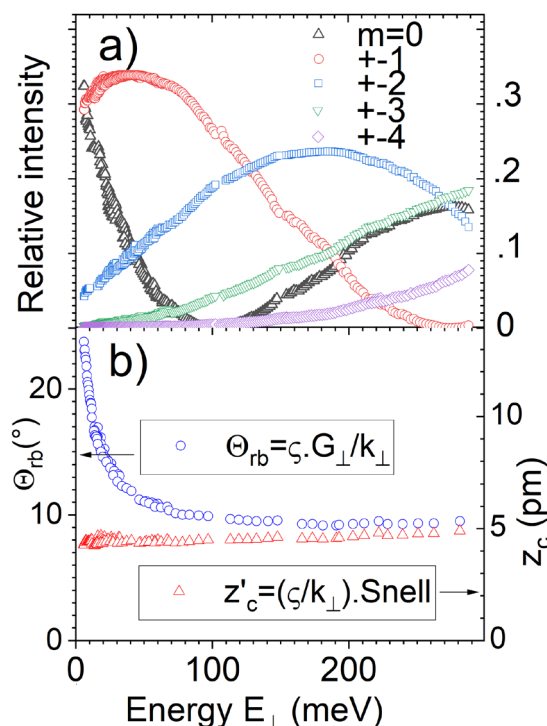 a)
m=0
+-1
+-2
+-3
+-4
Relative intensity
.3
.2
.1
0
b)
20
10
0
Θrb(°)
Θrb=ς.G⊥/k⊥
z'c=(ς/k⊥).Snell
10
5
0
zc (pm)
0 100 200
Energy E⊥ (meV)